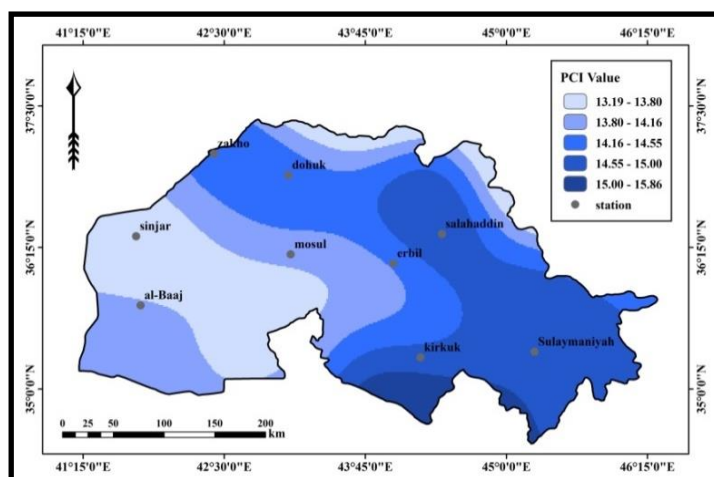 41°15'0"E 42°30'0"E 43°45'0"E 45°0'0"E 46°15'0"E
37°30'0"N
36°15'0"N
35°0'0"N
37°30'0"N
36°15'0"N
35°0'0"N
PCI Value
13.19 - 13.80
13.80 - 14.16
14.16 - 14.55
14.55 - 15.00
15.00 - 15.86
station
zakho
dohuk
sinjar
mosul
erbil
salahaddin
al-Baaj
kirkuk
Sulaymaniyah
0 25 50 100 150 200
km
41°15'0"E 42°30'0"E 43°45'0"E 45°0'0"E 46°15'0"E